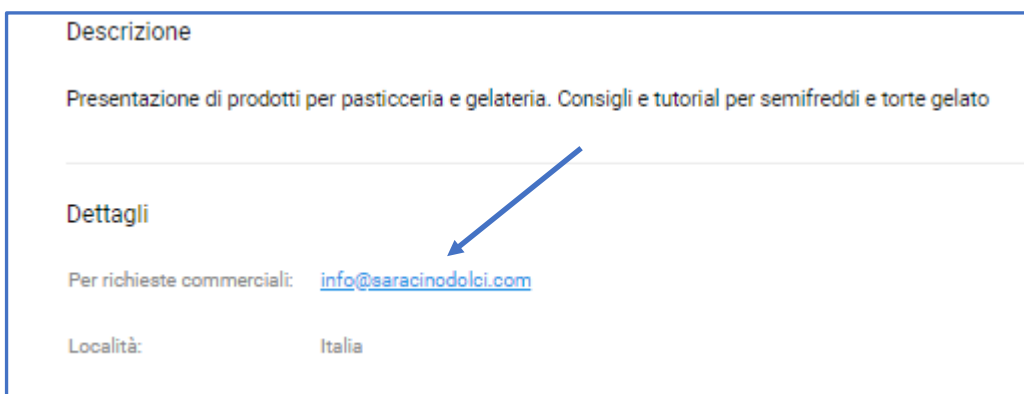 Descrizione
Presentazione di prodotti per pasticceria e gelateria. Consigli e tutorial per semifreddi e torte gelato
Dettagli
Per richieste commerciali: info@saracinodolci.com
Località: Italia